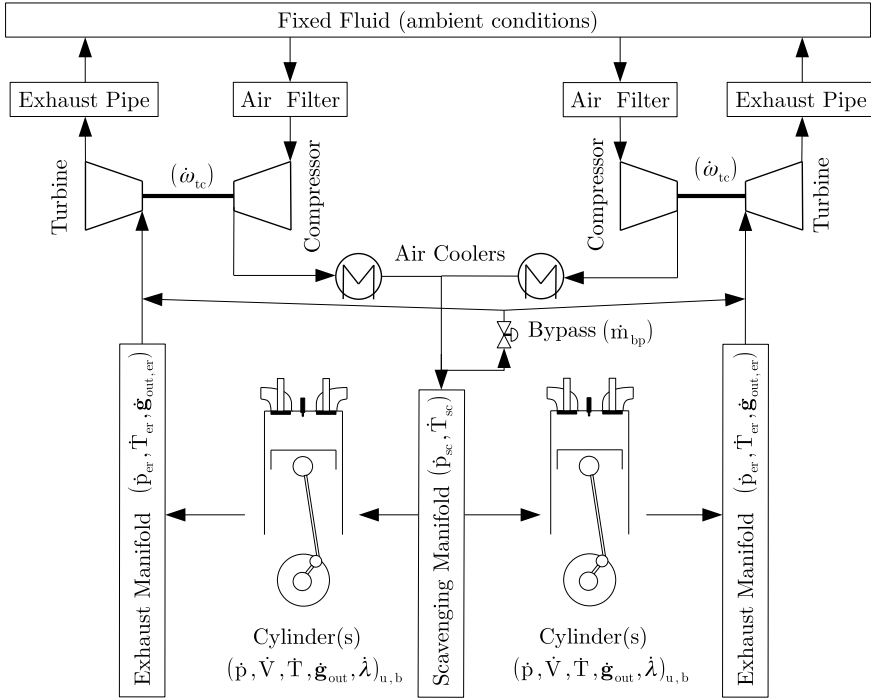 Fixed Fluid (ambient conditions)
Exhaust Pipe
Air Filter
Air Filter
Exhaust Pipe
Turbine
(ω̇tc)
Compressor
Compressor
(ω̇tc)
Turbine
Air Coolers
Bypass (ṁbp)
Exhaust Manifold (ṗer, Ṫer, ġout,er)
Scavenging Manifold (ṗsc, Ṫsc)
Exhaust Manifold (ṗer, Ṫer, ġout,er)
Cylinder(s)
(ṗ, V̇, Ṫ, ġout, λ̇)u,b
Cylinder(s)
(ṗ, V̇, Ṫ, ġout, λ̇)u,b